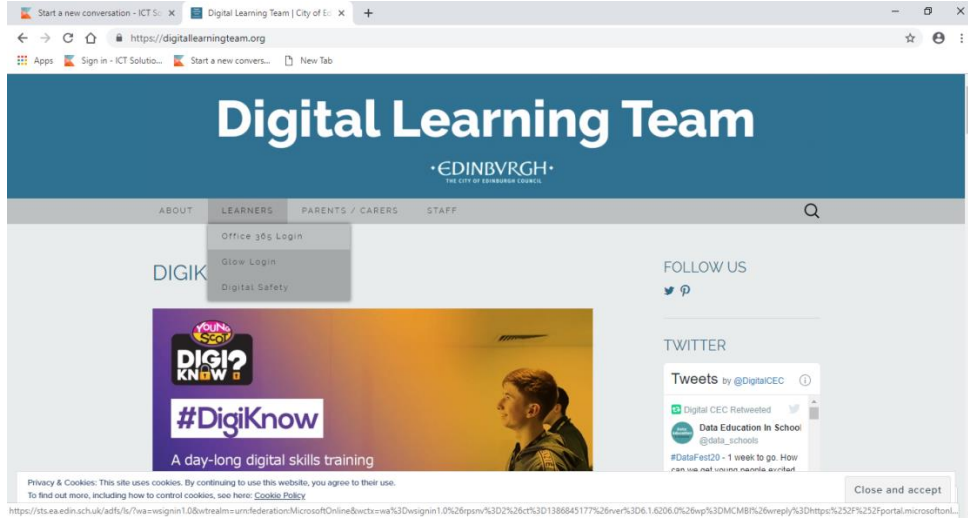 Start a new conversation - ICT So
Digital Learning Team | City of Ed
https://digitallearningteam.org
Apps Sign in - ICT Solutio... Start a new convers... New Tab
Digital Learning Team
·EDINBVRGH·
THE CITY OF EDINBURGH COUNCIL
ABOUT LEARNERS PARENTS / CARERS STAFF
Office 365 Login
Glow Login
Digital Safety
DIGIK
YOUNG SCOT
DIGI?
KNOW
#DigiKnow
A day-long digital skills training
FOLLOW US
TWITTER
Tweets by @DigitalCEC
Digital CEC Retweeted
Data Education In School
@data_schools
#DataFest20 - 1 week to go. How
can we get young people excited
Privacy & Cookies: This site uses cookies. By continuing to use this website, you agree to their use.
To find out more, including how to control cookies, see here: Cookie Policy
Close and accept
https://sts.ea.edin.sch.uk/adfs/ls/?wa=wsignin1.0&wtrealm=urn:federation:MicrosoftOnline&wctx=wa%3Dwsignin1.0%26rpsnv%3D2%26ct%3D1386845177%26rver%3D6.1.6206.0%26wp%3DMCMBI%26wreply%3Dhttps%252F%252Fportal.microsoftonl...